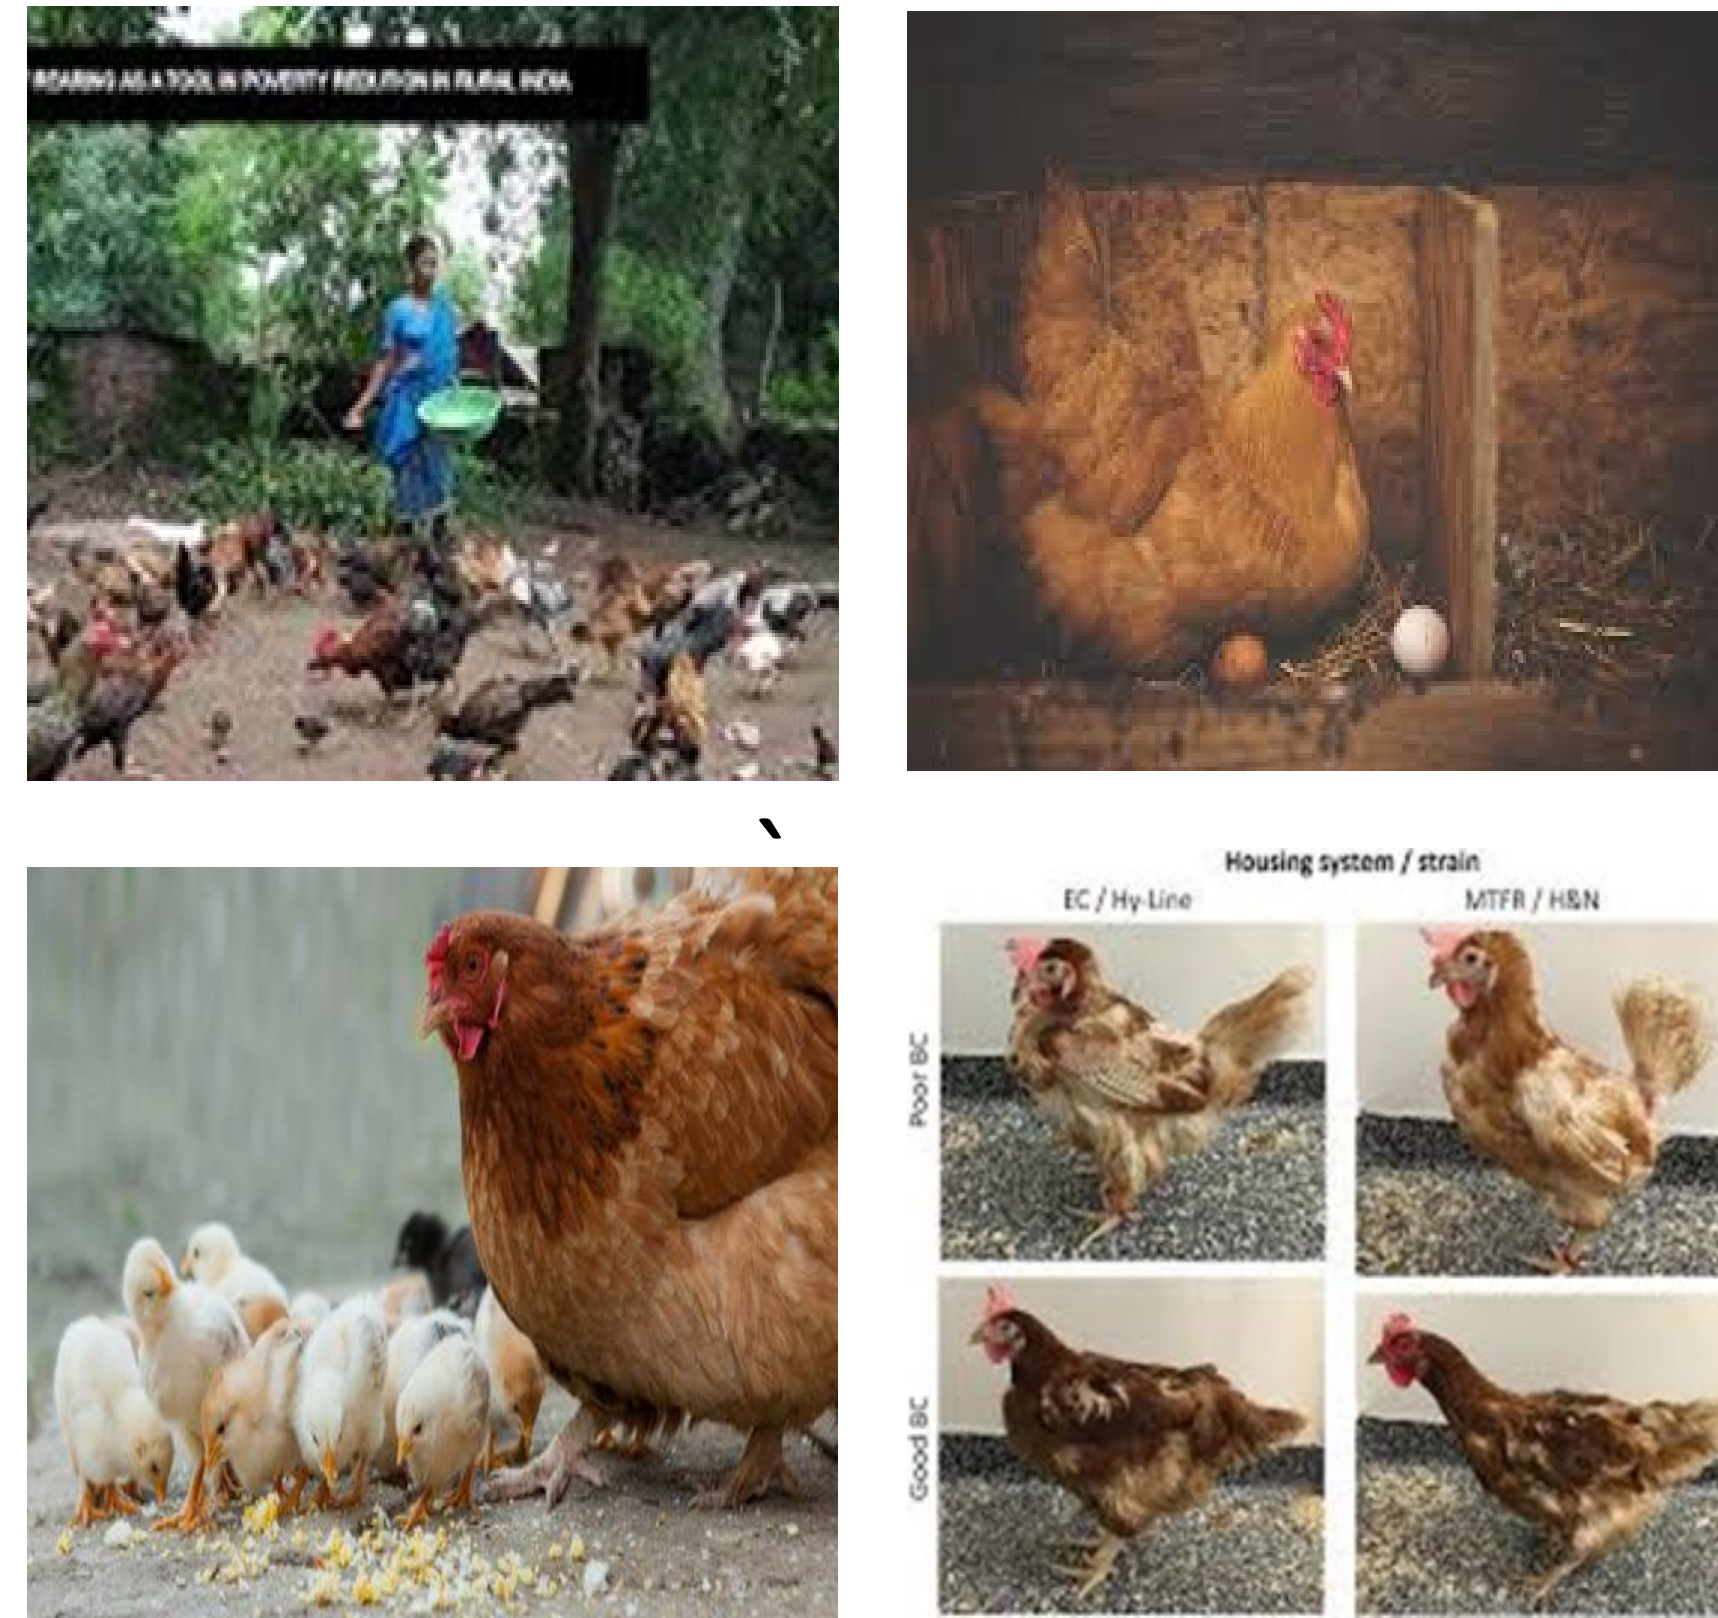 REARING AS A TOOL IN POVERTY REDUTION IN RURAL INDIA
`
Housing system / strain
EC / Hy-Line
MTFR / H&N
Poor BC
Good BC